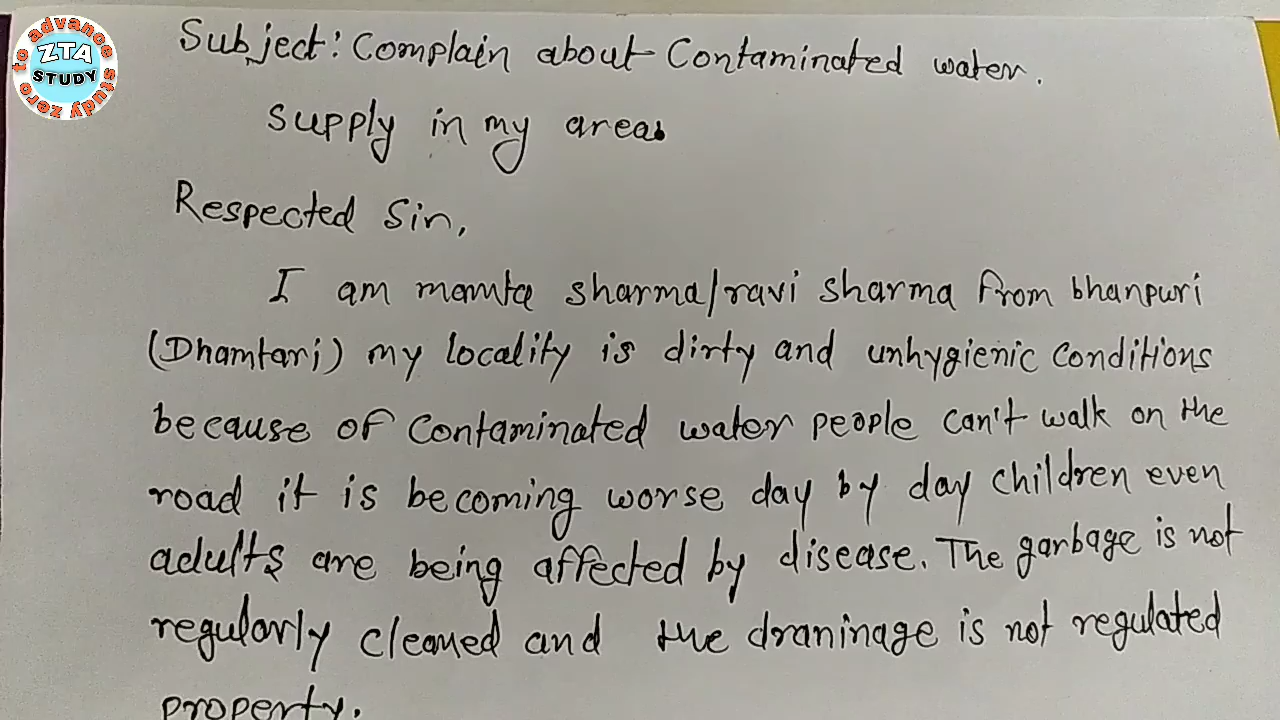 to advance study zero
ZTA
STUDY
Subject: Complain about Contaminated water.
Supply in my area.
Respected Sir,
I am mamta sharma/ravi sharma from bhanpuri
(Dhamtari) my locality is dirty and unhygienic conditions
because of contaminated water people can't walk on the
road it is becoming worse day by day children even
adults are being affected by disease. The garbage is not
regularly cleaned and the draninage is not regulated
property.